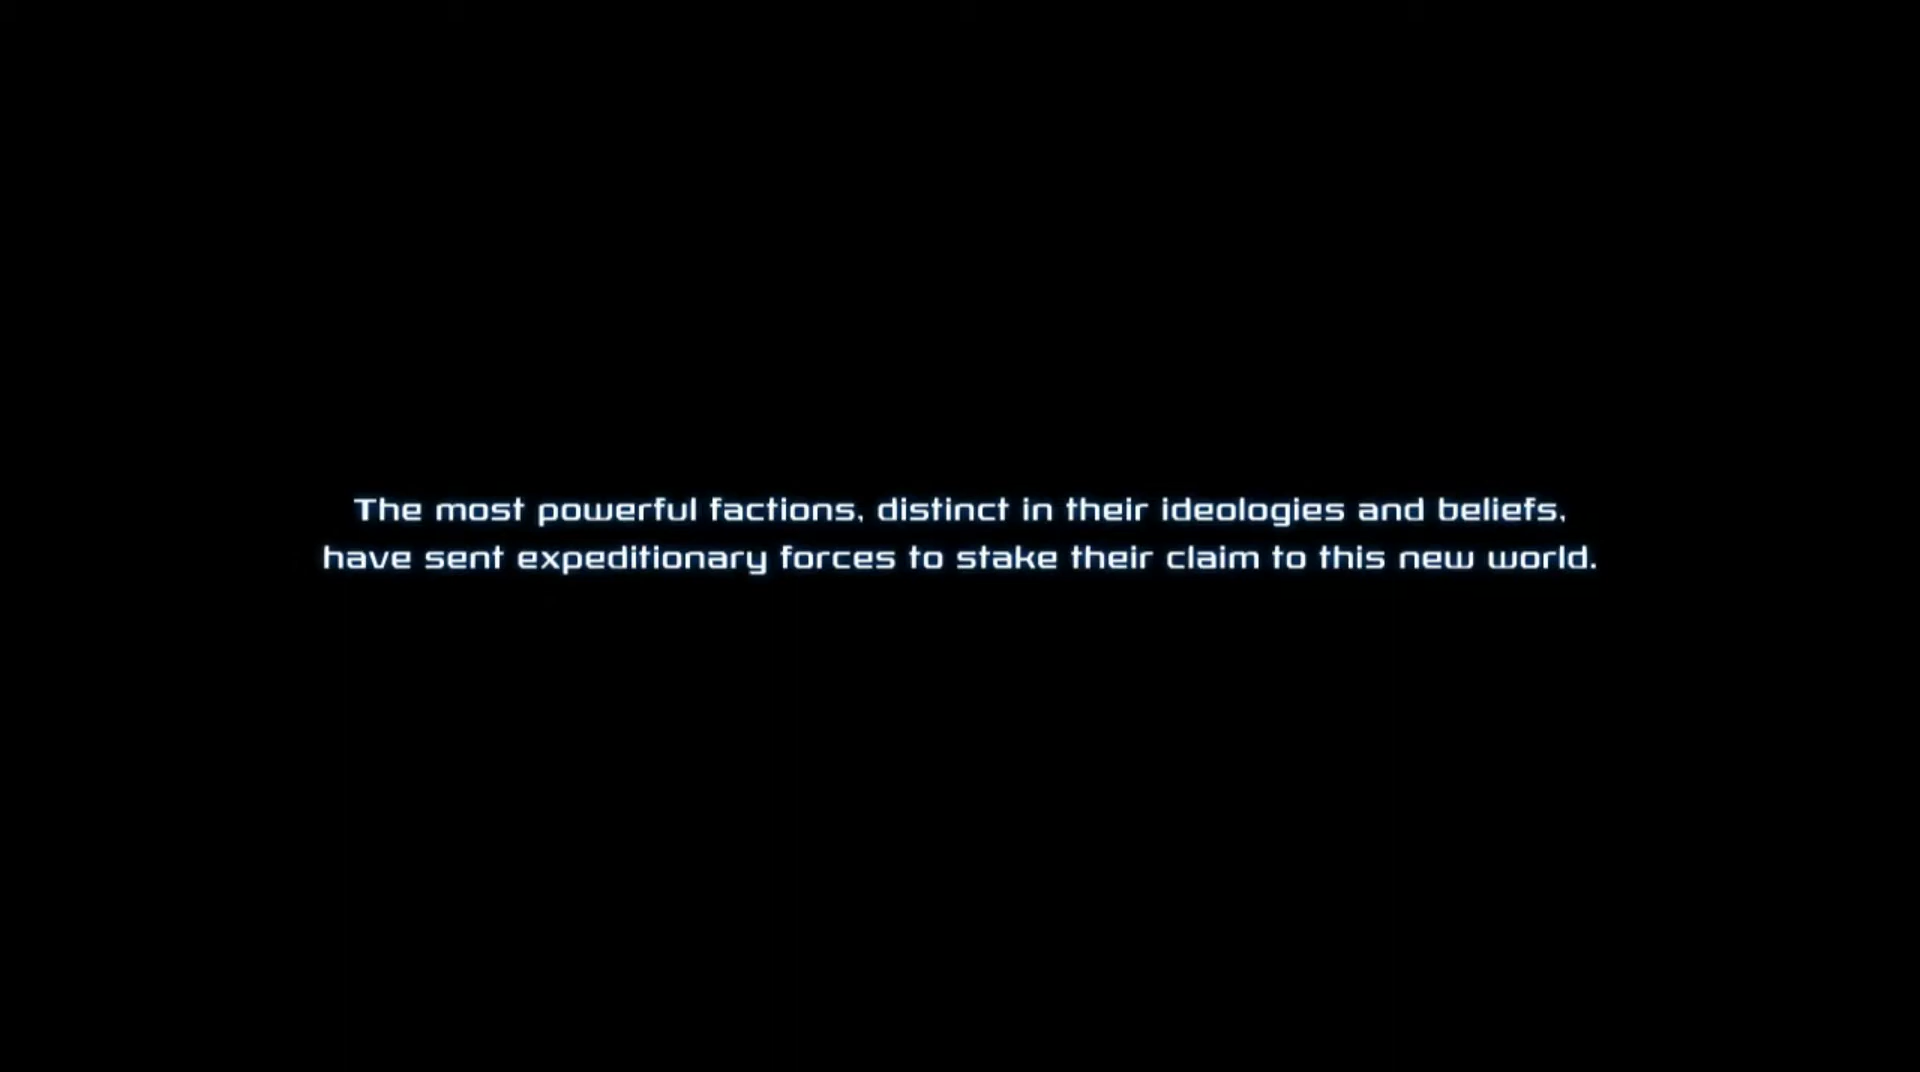 The most powerful factions, distinct in their ideologies and beliefs,
have sent expeditionary forces to stake their claim to this new world.